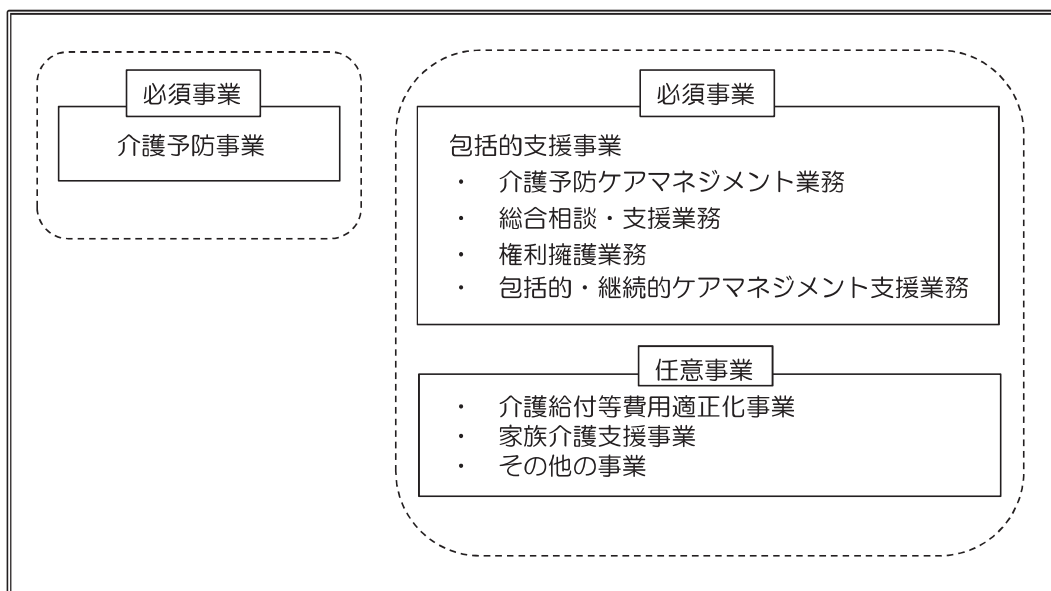 必須事業
介護予防事業
必須事業
包括的支援事業
・ 介護予防ケアマネジメント業務
・ 総合相談・支援業務
・ 権利擁護業務
・ 包括的・継続的ケアマネジメント支援業務
任意事業
・ 介護給付等費用適正化事業
・ 家族介護支援事業
・ その他の事業